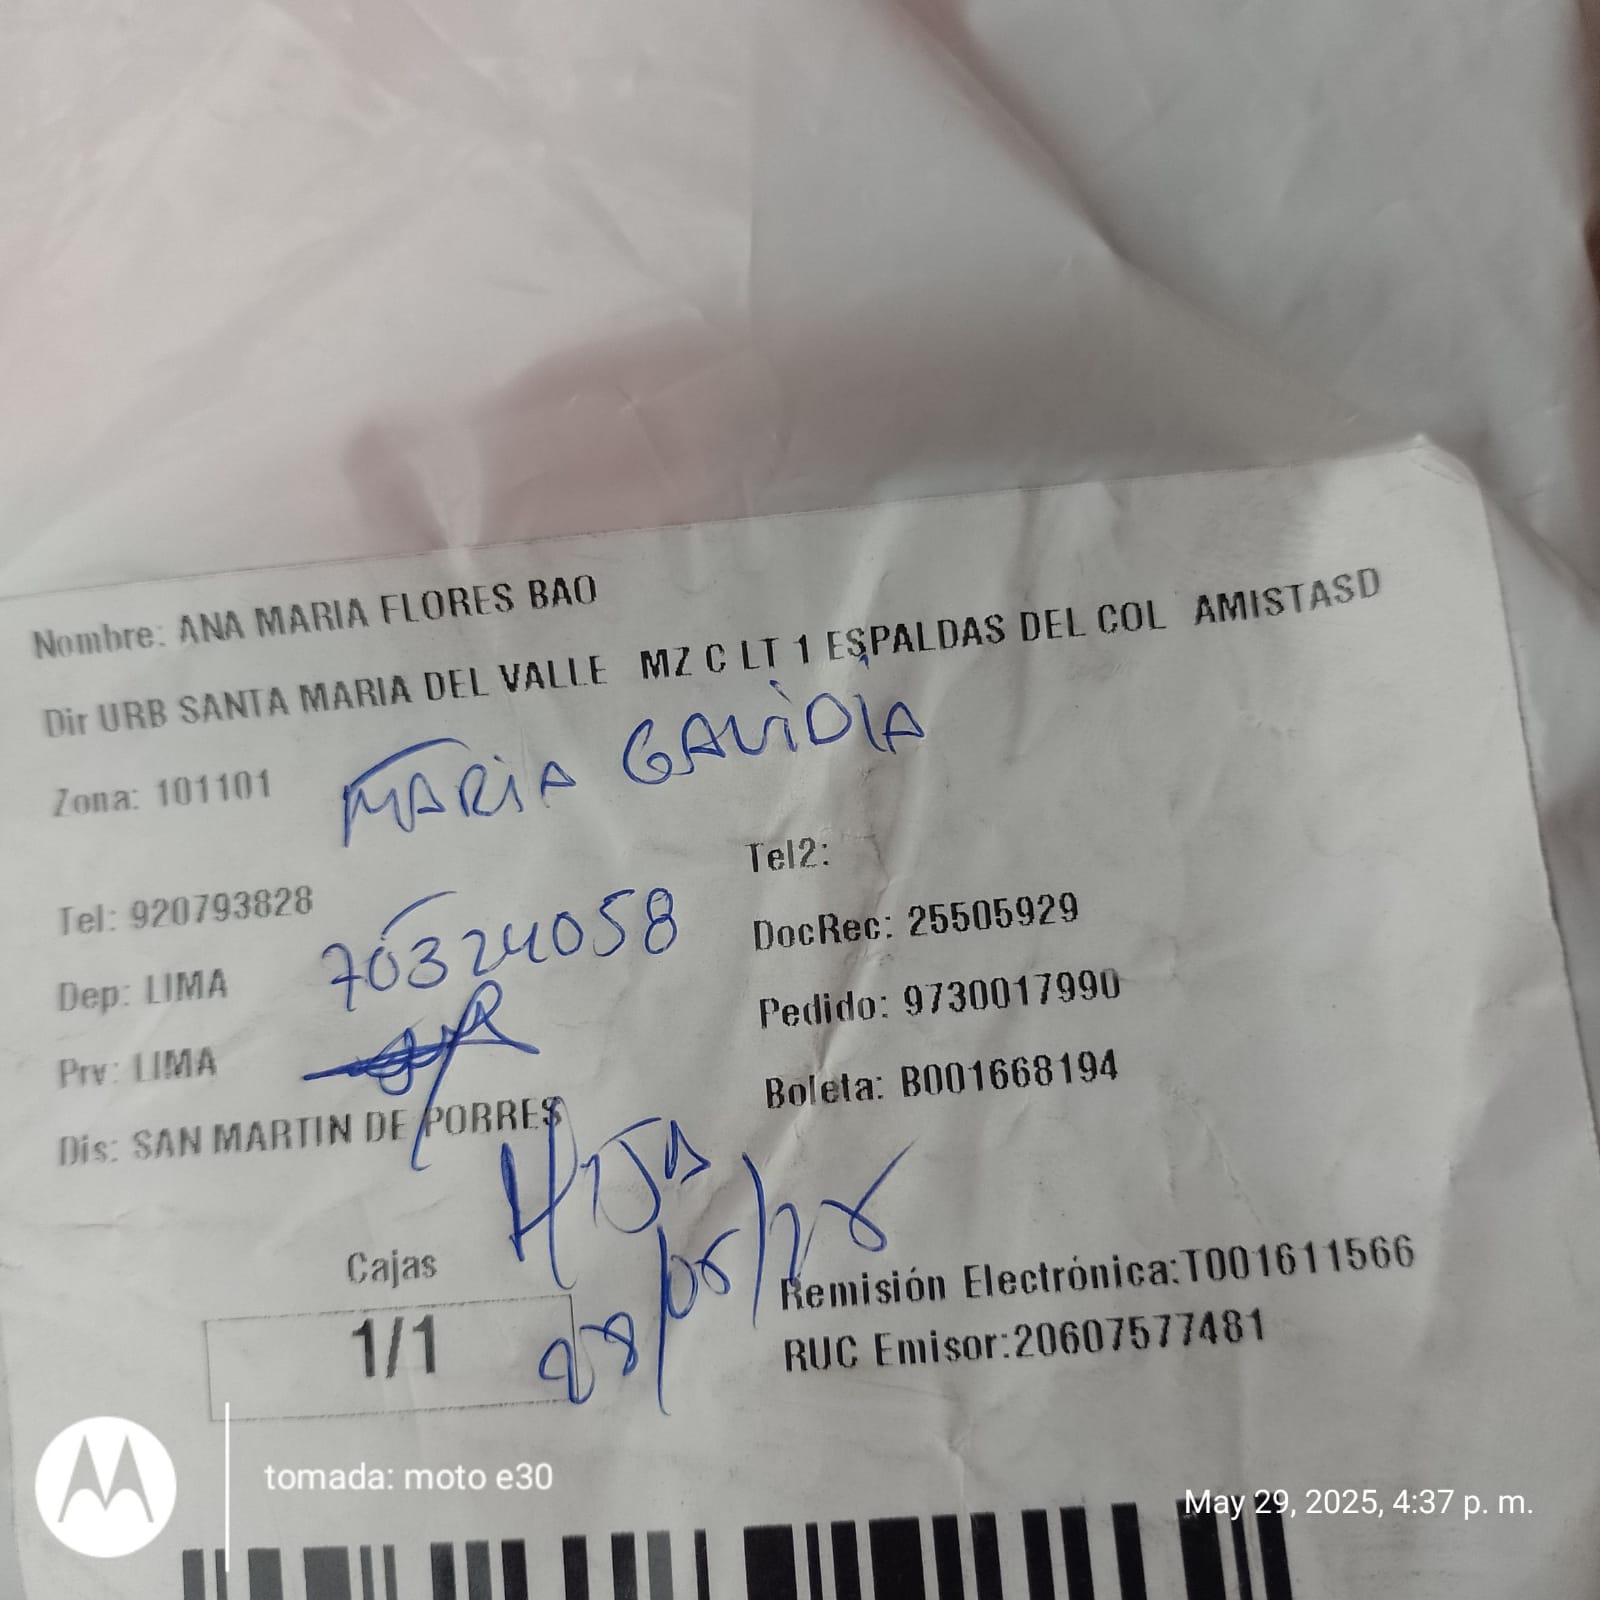 Nombre: ANA MARIA FLORES BAO
Dir URB SANTA MARIA DEL VALLE MZ C LT 1 ESPALDAS DEL COL AMISTASD
Zona: 101101
MARIA GAVIDIA
Tel: 920793828
Tel2:
70324058
DocRec: 25505929
Dep: LIMA
Pedido: 9730017990
Prv: LIMA
Boleta: B001668194
Dis: SAN MARTIN DE PORRES
HIJA
28/05/25
Cajas
1/1
Remisión Electrónica:T001611566
RUC Emisor:20607577481
tomada: moto e30
May 29, 2025, 4:37 p. m.